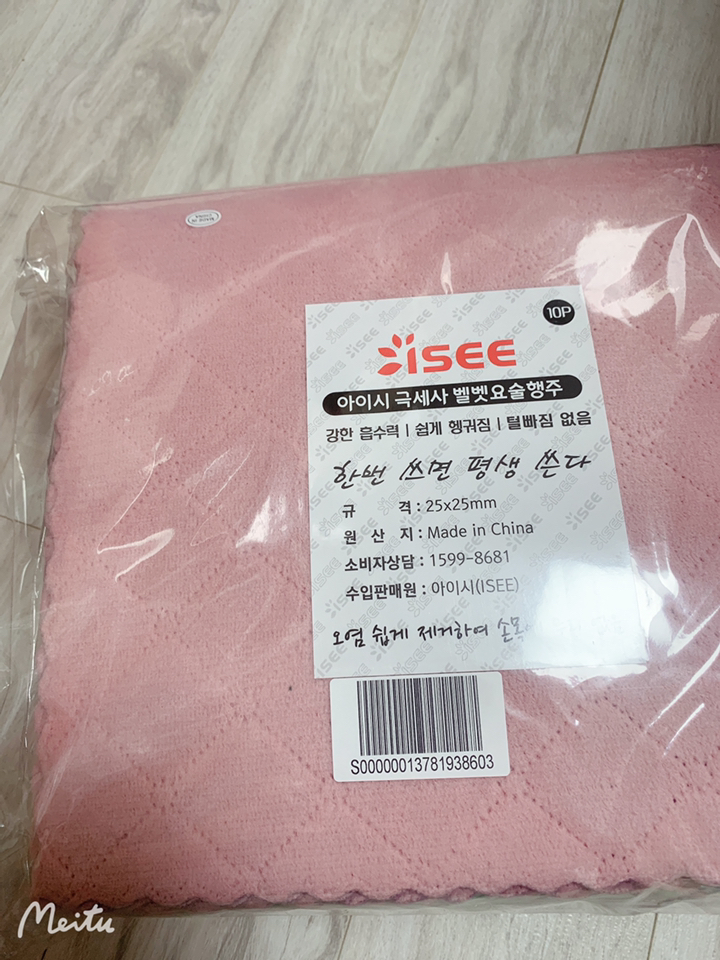 10P
ISEE
아이시 극세사 벨벳요술행주
강한 흡수력 | 쉽게 헹궈짐 | 털빠짐 없음
한번 쓰면 평생 쓴다
규 격 : 25x25mm
원 산 지 : Made in China
소비자상담 : 1599-8681
수입판매원 : 아이시(ISEE)
오염 쉽게 제거하여
S00000013781938603
Meitu